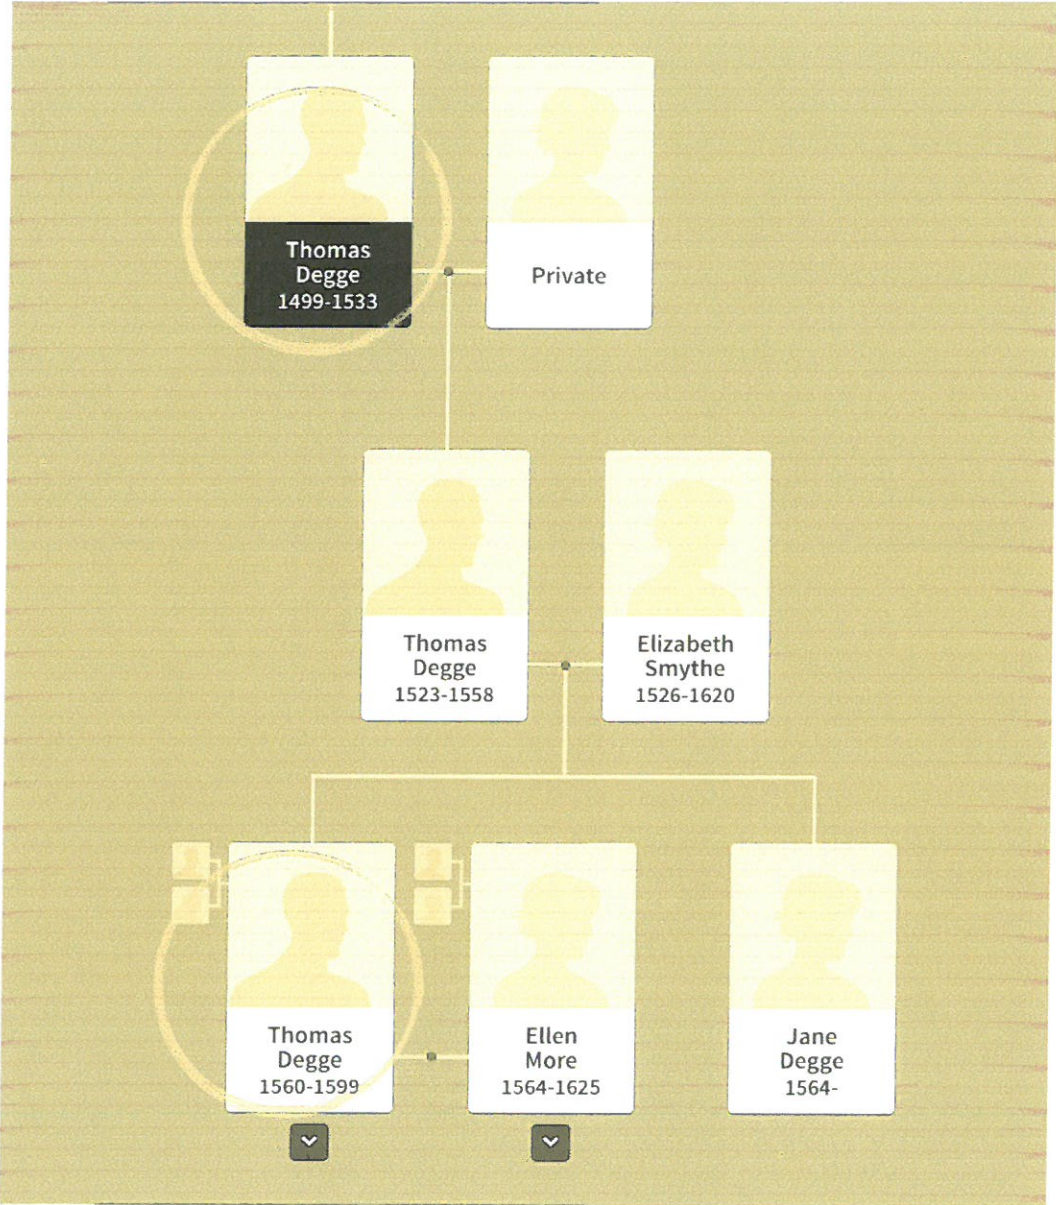 Thomas
Degge
1499-1533
Private
Thomas
Degge
1523-1558
Elizabeth
Smythe
1526-1620
Thomas
Degge
1560-1599
Ellen
More
1564-1625
Jane
Degge
1564-